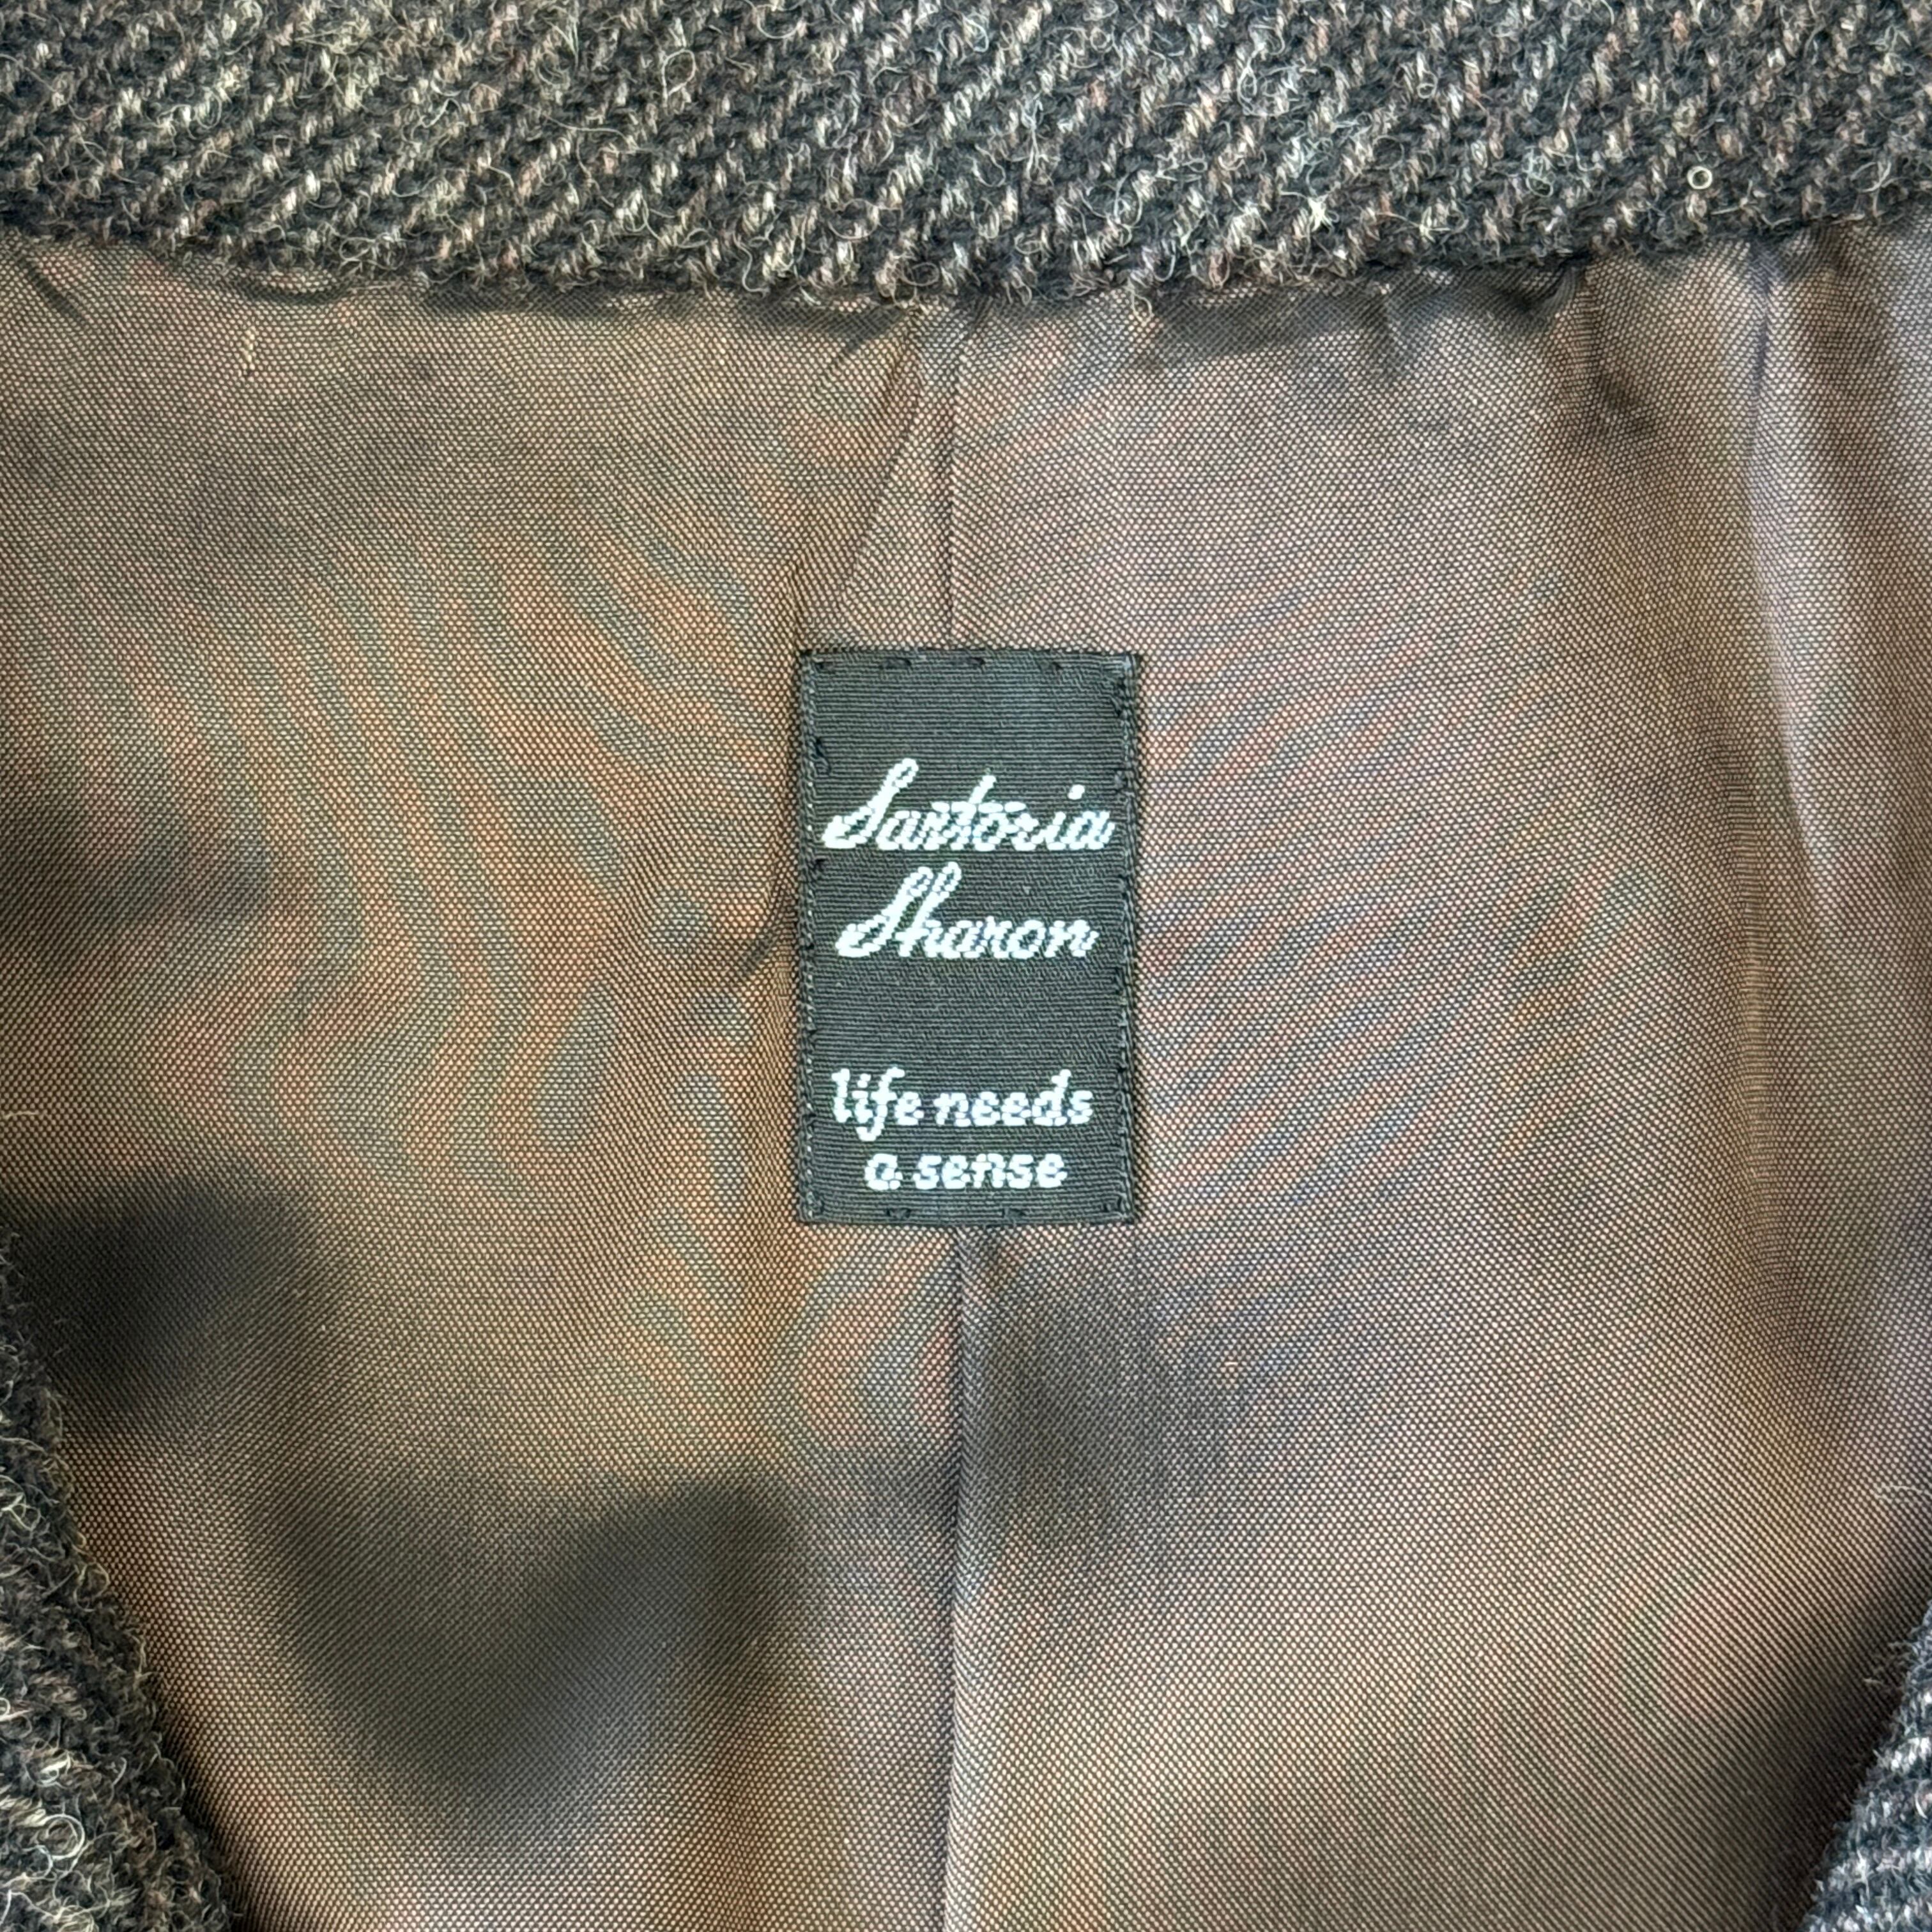 Sartoria
Sharon
life needs
a sense